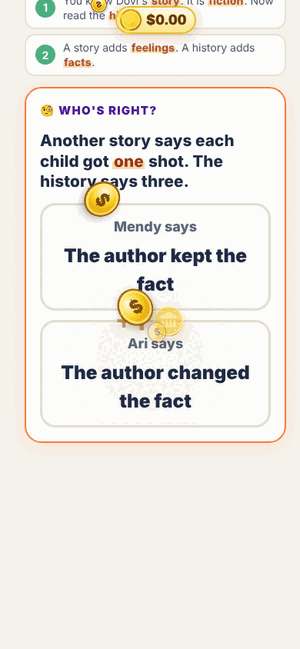 1 You know Dovi's story. It is fiction. Now
read the
$0.00
2 A story adds feelings. A history adds
facts.
WHO'S RIGHT?
Another story says each
child got one shot. The
history says three.
Mendy says
The author kept the
fact
Ari says
The author changed
the fact